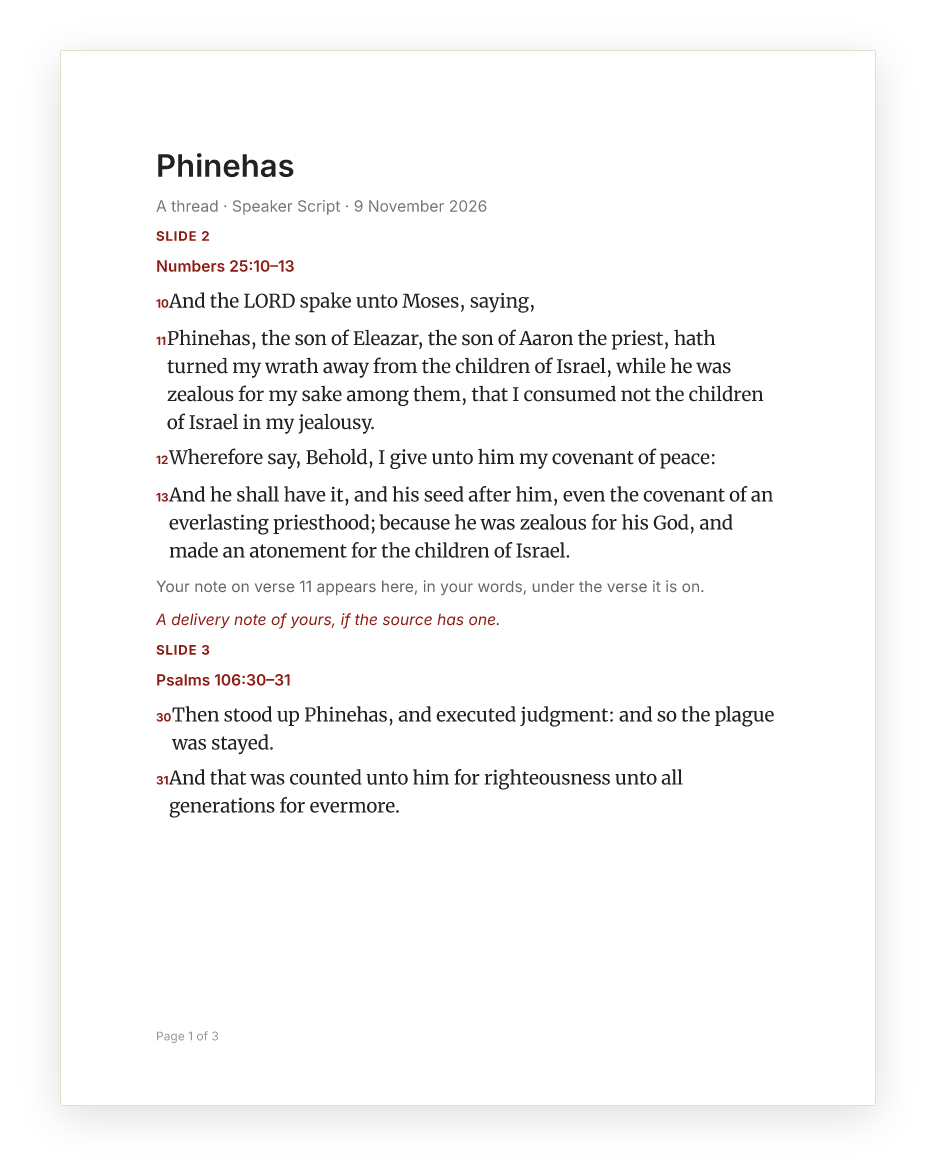 Phinehas
A thread · Speaker Script · 9 November 2026
SLIDE 2
Numbers 25:10–13
10And the LORD spake unto Moses, saying,
11Phinehas, the son of Eleazar, the son of Aaron the priest, hath
turned my wrath away from the children of Israel, while he was
zealous for my sake among them, that I consumed not the children
of Israel in my jealousy.
12Wherefore say, Behold, I give unto him my covenant of peace:
13And he shall have it, and his seed after him, even the covenant of an
everlasting priesthood; because he was zealous for his God, and
made an atonement for the children of Israel.
Your note on verse 11 appears here, in your words, under the verse it is on.
A delivery note of yours, if the source has one.
SLIDE 3
Psalms 106:30–31
30Then stood up Phinehas, and executed judgment: and so the plague
was stayed.
31And that was counted unto him for righteousness unto all
generations for evermore.
Page 1 of 3